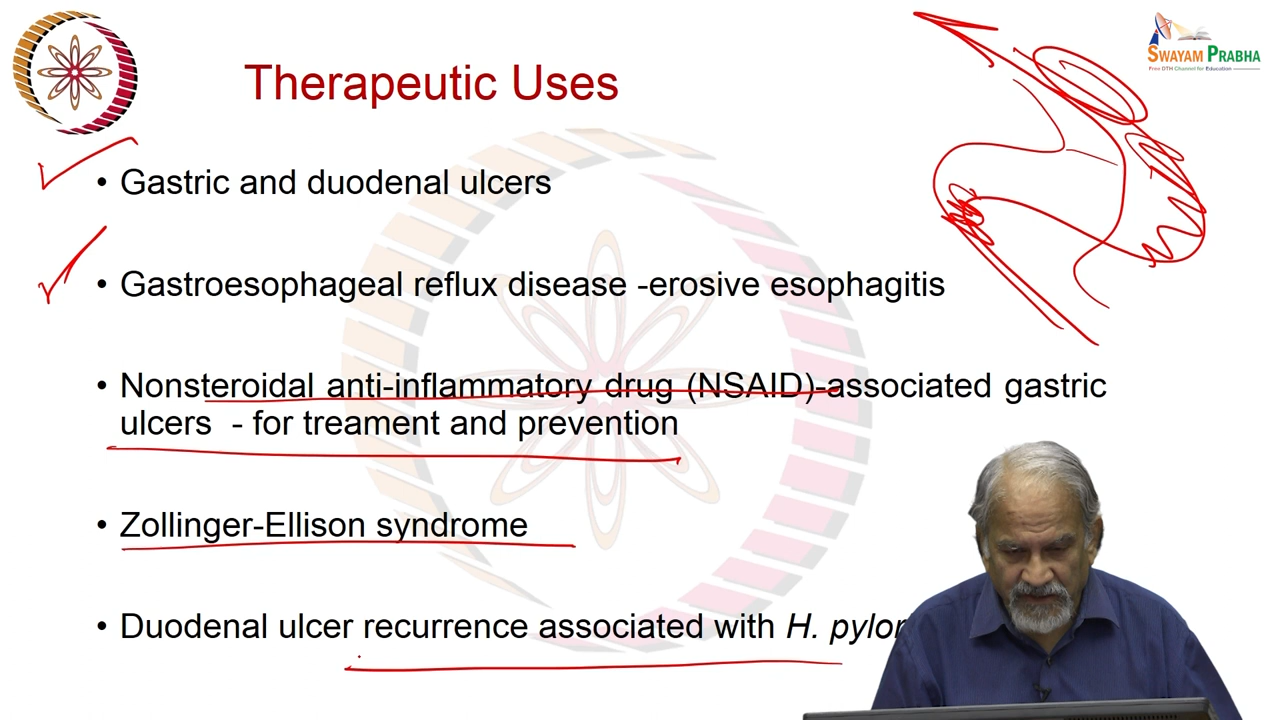 SWAYAM PRABHA
Free DTH Channel for Education
Therapeutic Uses
• Gastric and duodenal ulcers
• Gastroesophageal reflux disease -erosive esophagitis
• Nonsteroidal anti-inflammatory drug (NSAID)-associated gastric
ulcers - for treament and prevention
• Zollinger-Ellison syndrome
• Duodenal ulcer recurrence associated with H.